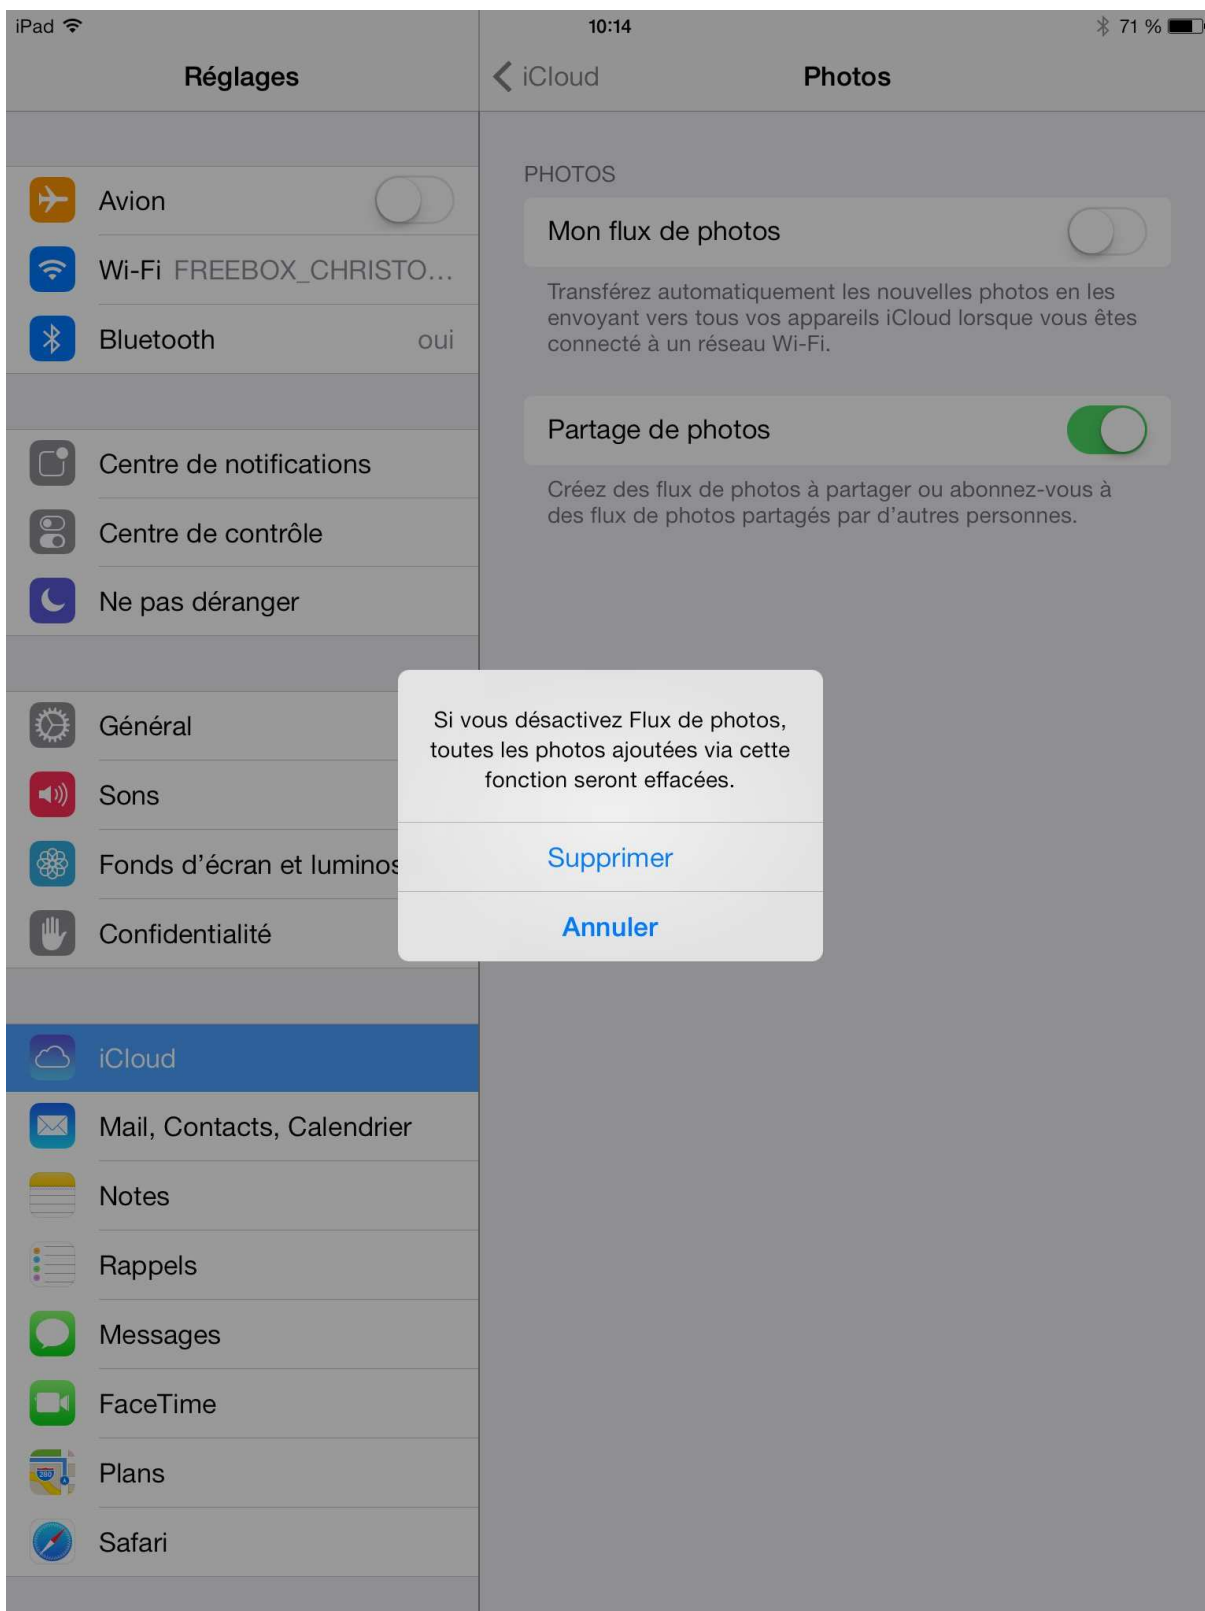 iPad
10:14
71 %
Réglages
iCloud
Photos
Avion
Wi-Fi FREEBOX_CHRISTO...
Bluetooth oui
Centre de notifications
Centre de contrôle
Ne pas déranger
Général
Sons
Fonds d’écran et luminos
Confidentialité
iCloud
Mail, Contacts, Calendrier
Notes
Rappels
Messages
FaceTime
280
Plans
Safari
PHOTOS
Mon flux de photos
Transférez automatiquement les nouvelles photos en les
envoyant vers tous vos appareils iCloud lorsque vous êtes
connecté à un réseau Wi-Fi.
Partage de photos
Créez des flux de photos à partager ou abonnez-vous à
des flux de photos partagés par d’autres personnes.
Si vous désactivez Flux de photos,
toutes les photos ajoutées via cette
fonction seront effacées.
Supprimer
Annuler